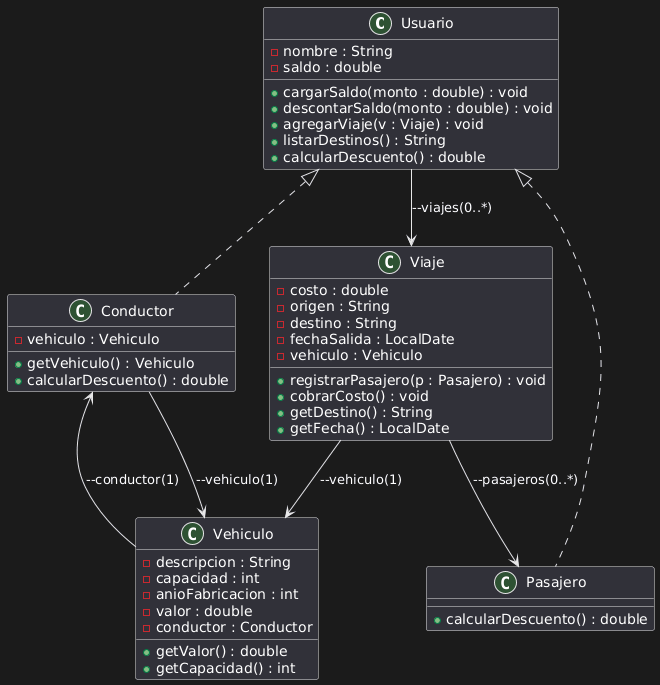 C Usuario
nombre : String
saldo : double
cargarSaldo(monto : double) : void
descontarSaldo(monto : double) : void
agregarViaje(v : Viaje) : void
listarDestinos() : String
calcularDescuento() : double
--viajes(0..*)
C Viaje
costo : double
origen : String
destino : String
fechaSalida : LocalDate
vehiculo : Vehiculo
registrarPasajero(p : Pasajero) : void
cobrarCosto() : void
getDestino() : String
getFecha() : LocalDate
C Conductor
vehiculo : Vehiculo
getVehiculo() : Vehiculo
calcularDescuento() : double
--conductor(1)
--vehiculo(1)
--vehiculo(1)
--pasajeros(0..*)
C Vehiculo
descripcion : String
capacidad : int
anioFabricacion : int
valor : double
conductor : Conductor
getValor() : double
getCapacidad() : int
C Pasajero
calcularDescuento() : double